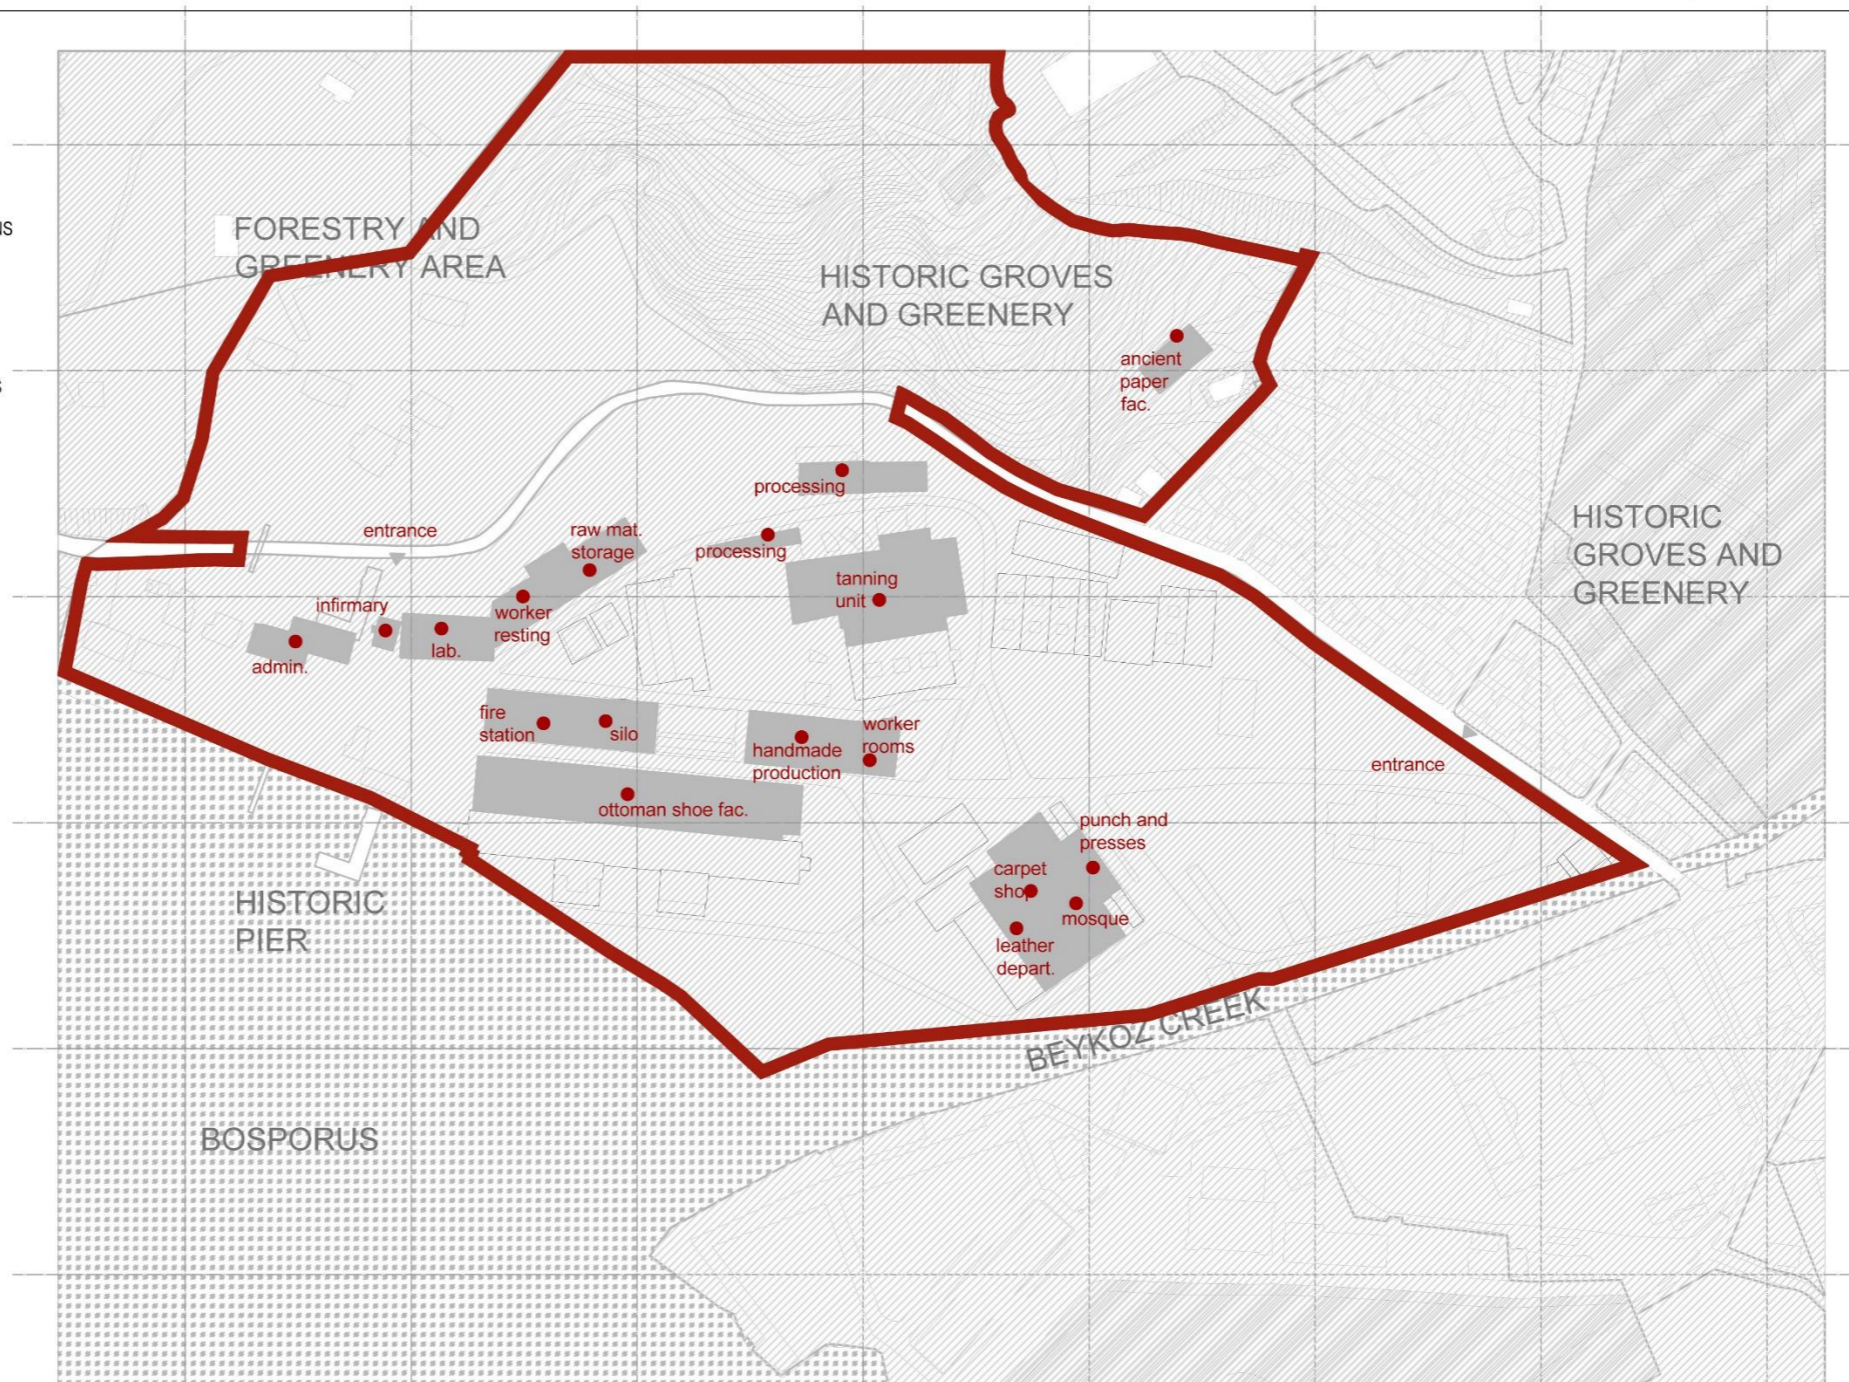 FORESTRY AND
GREENERY AREA
HISTORIC GROVES
AND GREENERY
ancient
paper
fac.
processing
entrance
raw mat.
storage
processing
tanning
unit
HISTORIC
GROVES AND
GREENERY
infirmary
worker
resting
lab.
admin.
fire
station
silo
worker
rooms
handmade
production
entrance
ottoman shoe fac.
punch and
presses
carpet
shop
mosque
leather
depart.
HISTORIC
PIER
BEYKOZ CREEK
BOSPORUS